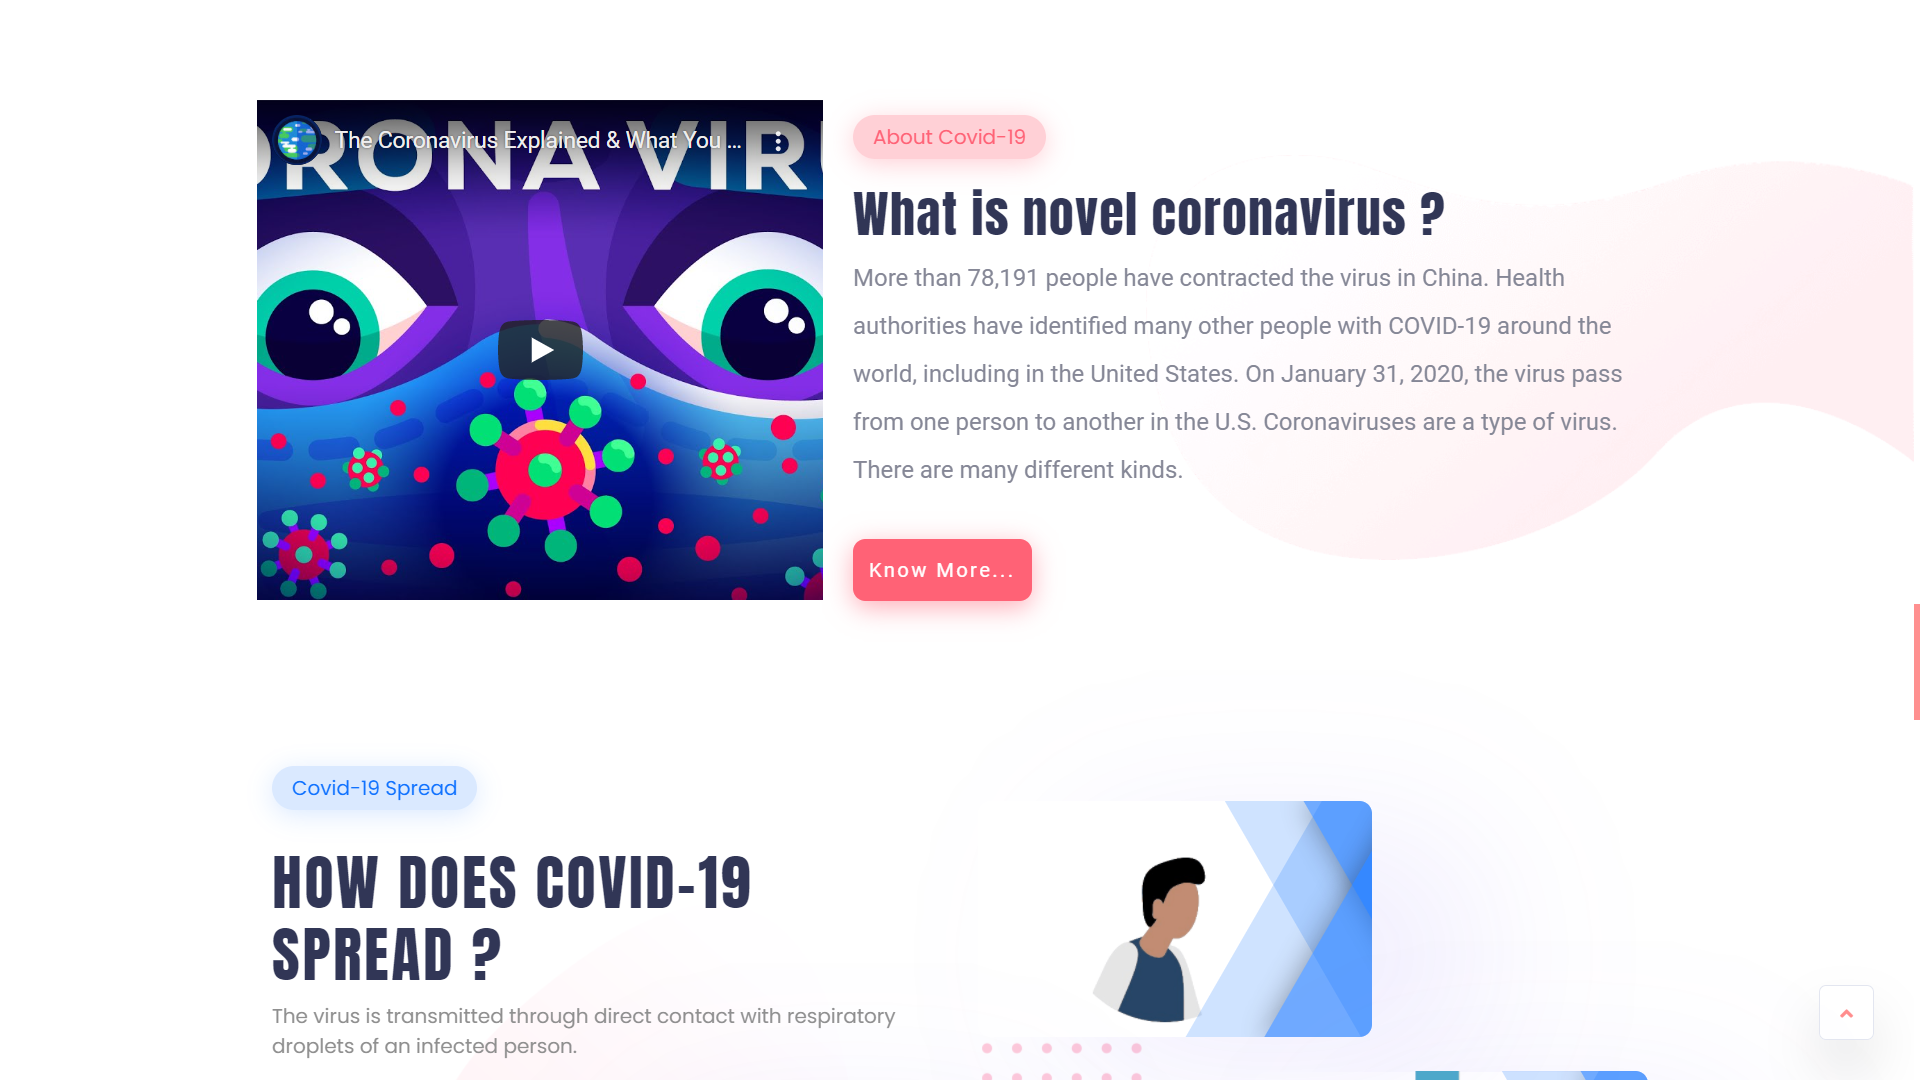 ORONA VIRU
The Coronavirus Explained & What You ...
About Covid-19
What is novel coronavirus ?
More than 78,191 people have contracted the virus in China. Health
authorities have identified many other people with COVID-19 around the
world, including in the United States. On January 31, 2020, the virus pass
from one person to another in the U.S. Coronaviruses are a type of virus.
There are many different kinds.
Know More...
Covid-19 Spread
HOW DOES COVID-19
SPREAD ?
The virus is transmitted through direct contact with respiratory
droplets of an infected person.